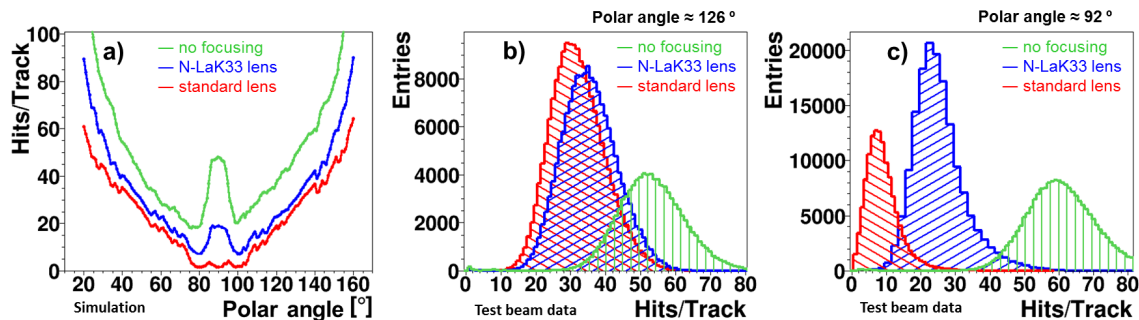 a)
no focusing
N-LaK33 lens
standard lens
Hits/Track
100
80
60
40
20
0
20 40 60 80 100 120 140 160
Simulation
Polar angle [°]
Polar angle ≈ 126 º
b)
no focusing
N-LaK33 lens
standard lens
Entries
8000
6000
4000
2000
0
0 10 20 30 40 50 60 70 80
Test beam data
Hits/Track
Polar angle ≈ 92 º
c)
no focusing
N-LaK33 lens
standard lens
Entries
20000
15000
10000
5000
0
0 10 20 30 40 50 60 70 80
Test beam data
Hits/Track